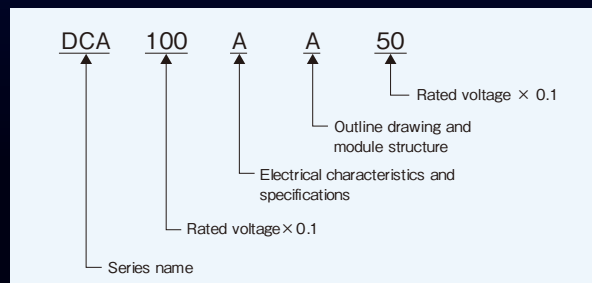 DCA 100 A A 50
Rated voltage × 0.1
Outline drawing and
module structure
Electrical characteristics and
specifications
Rated voltage×0.1
Series name